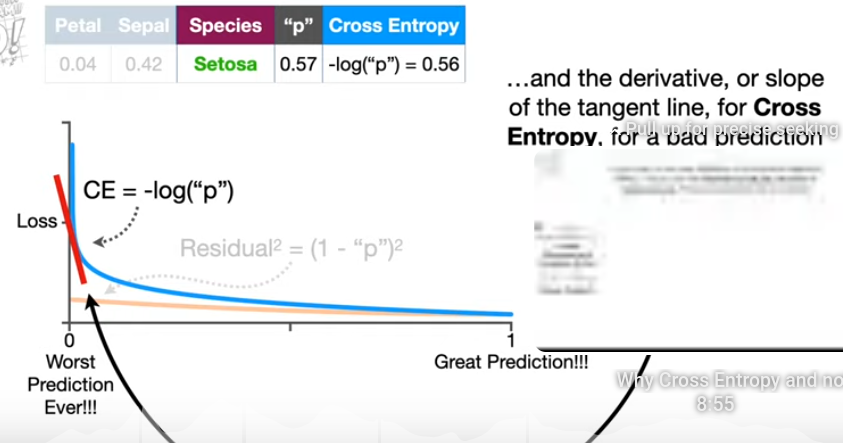 Petal Sepal Species “p” Cross Entropy
0.04 0.42 Setosa 0.57 -log(“p”) = 0.56
...and the derivative, or slope
of the tangent line, for Cross
Entropy, for a bad prediction
Pull up for precise seeking
CE = -log(“p”)
Loss
Residual² = (1 - “p”)²
0
1
Worst
Prediction
Ever!!!
Great Prediction!!!
Why Cross Entropy and no
8:55